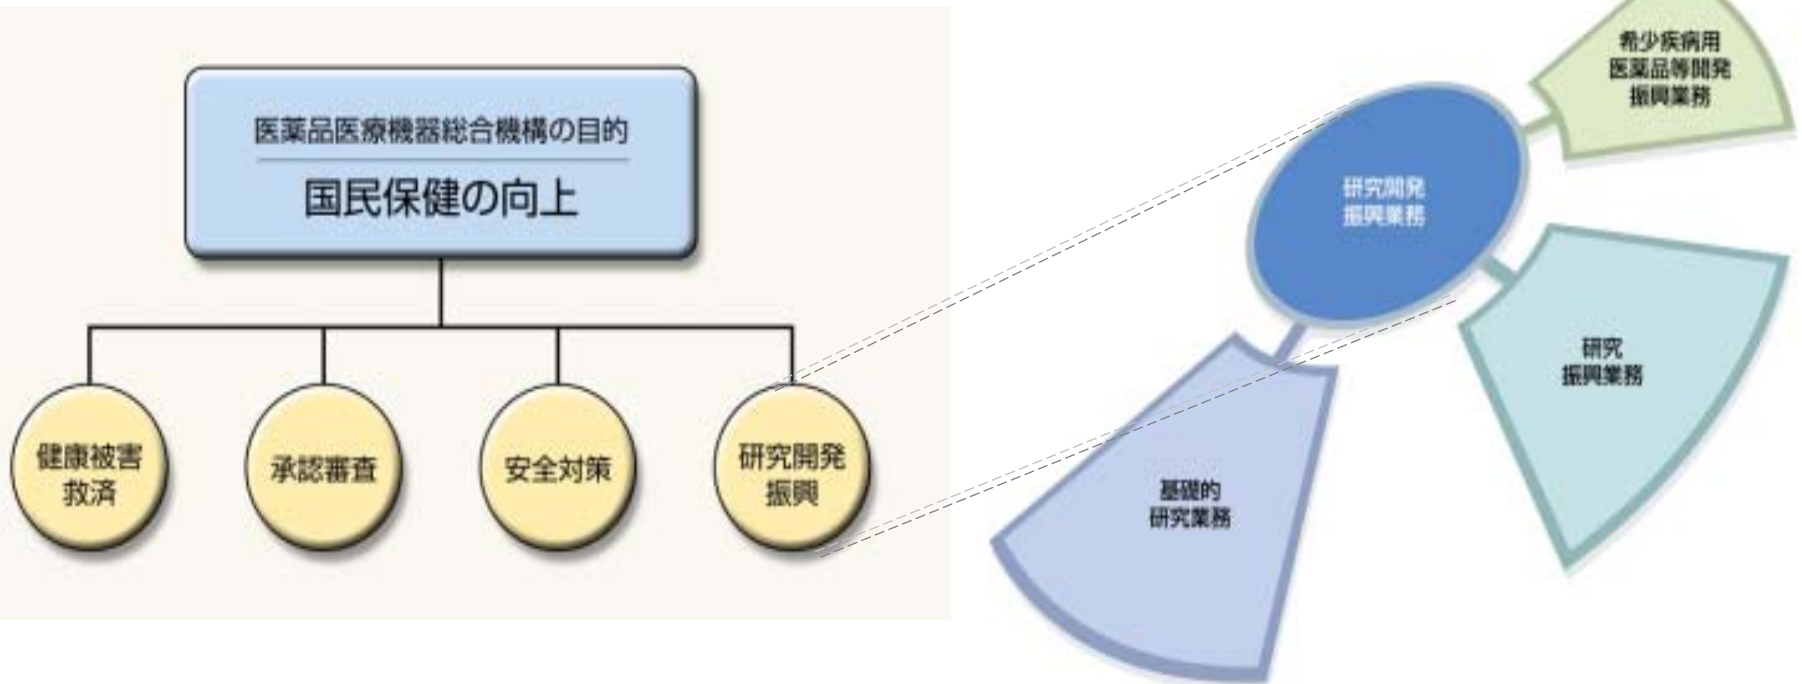 医薬品医療機器総合機構の目的
国民保健の向上
健康被害
救済
承認審査
安全対策
研究開発
振興
研究開発
振興業務
希少疾病用
医薬品等開発
振興業務
研究
振興業務
基礎的
研究業務